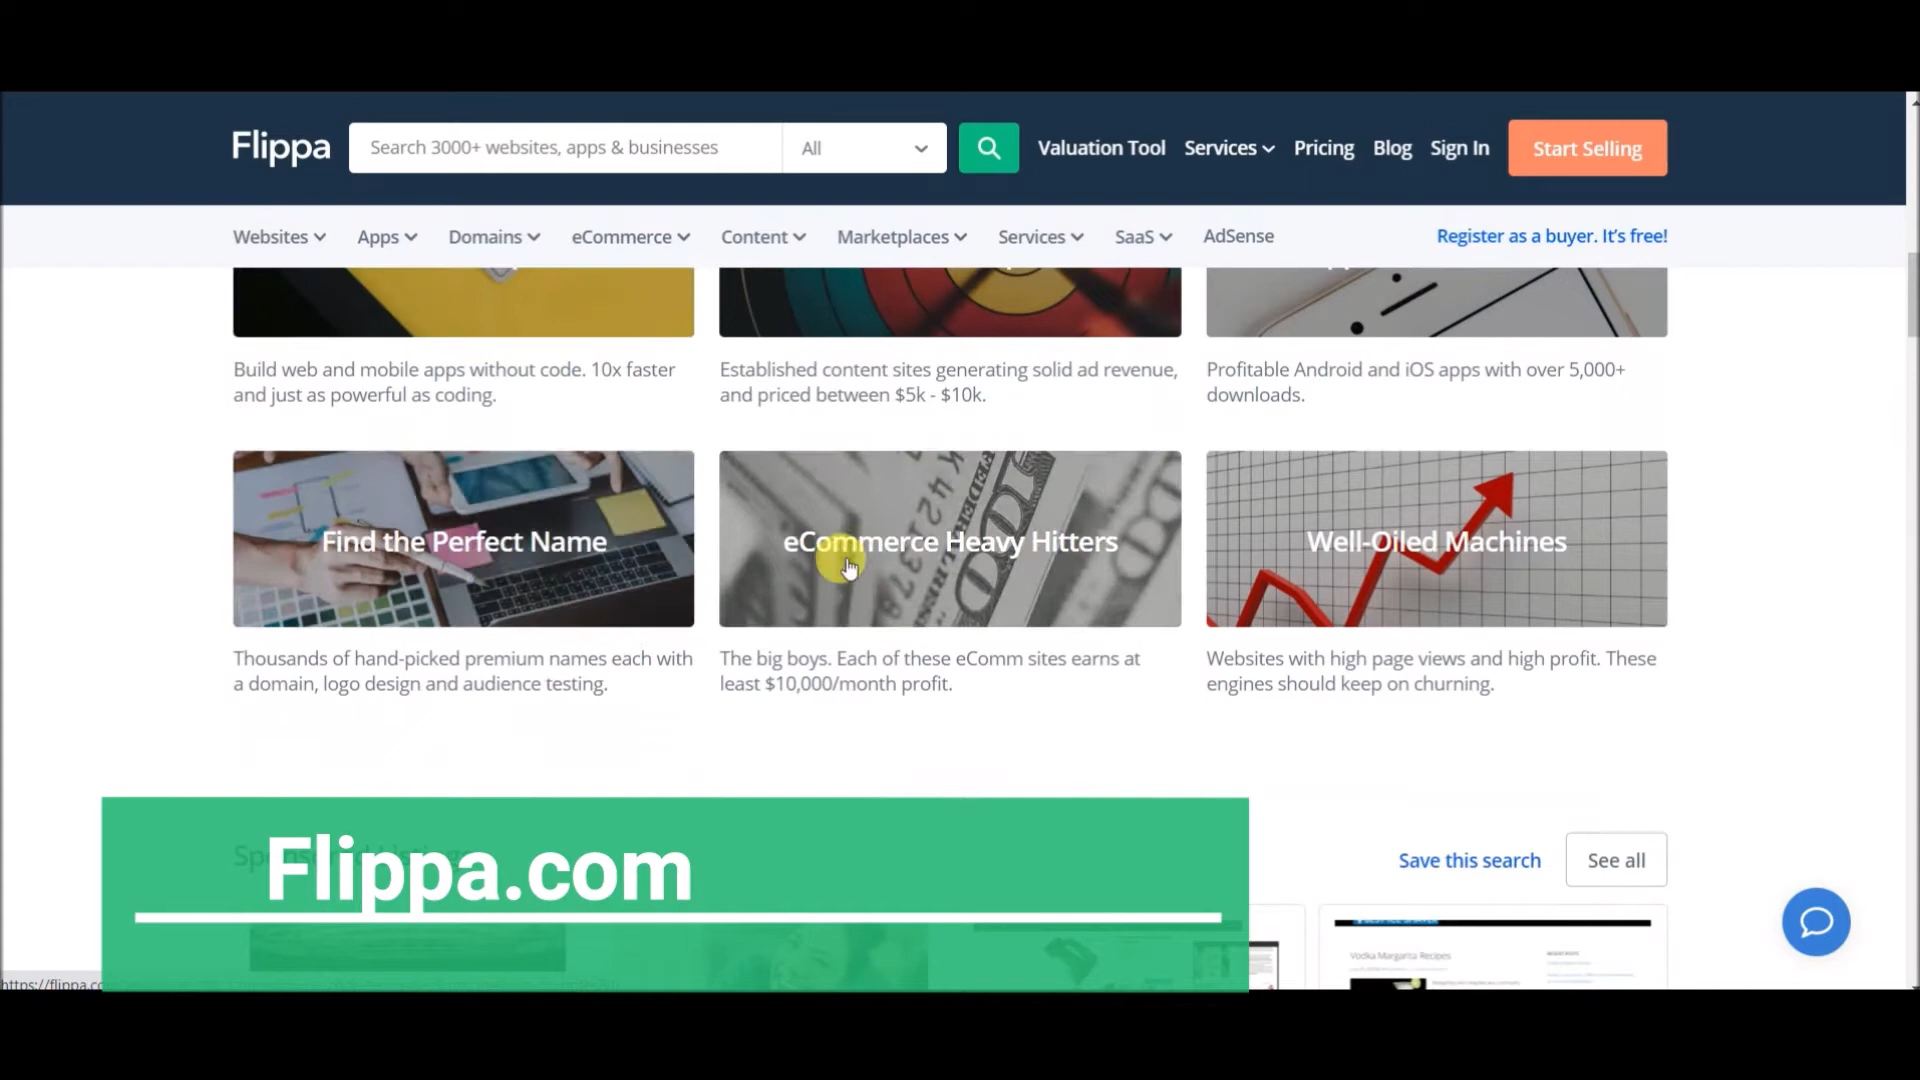 Flippa
Search 3000+ websites, apps & businesses
All
Valuation Tool
Services
Pricing
Blog
Sign In
Start Selling
Websites
Apps
Domains
eCommerce
Content
Marketplaces
Services
SaaS
AdSense
Register as a buyer. It's free!
Build web and mobile apps without code. 10x faster
and just as powerful as coding.
Established content sites generating solid ad revenue,
and priced between $5k - $10k.
Profitable Android and iOS apps with over 5,000+
downloads.
Find the Perfect Name
eCommerce Heavy Hitters
Well-Oiled Machines
Thousands of hand-picked premium names each with
a domain, logo design and audience testing.
The big boys. Each of these eComm sites earns at
least $10,000/month profit.
Websites with high page views and high profit. These
engines should keep on churning.
Flippa.com
Save this search
See all
Vodka Margarita Recipes